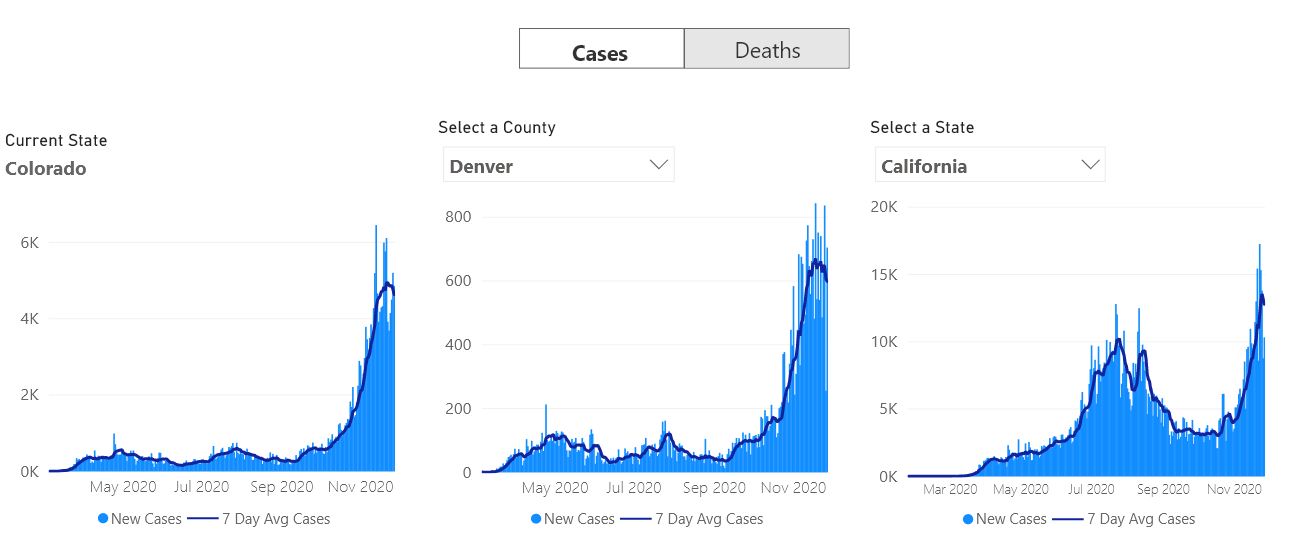 Cases Deaths
Current State
Colorado
6K
4K
2K
0K
May 2020 Jul 2020 Sep 2020 Nov 2020
New Cases 7 Day Avg Cases
Select a County
Denver
800
600
400
200
0
May 2020 Jul 2020 Sep 2020 Nov 2020
New Cases 7 Day Avg Cases
Select a State
California
20K
15K
10K
5K
0K
Mar 2020 May 2020 Jul 2020 Sep 2020 Nov 2020
New Cases 7 Day Avg Cases